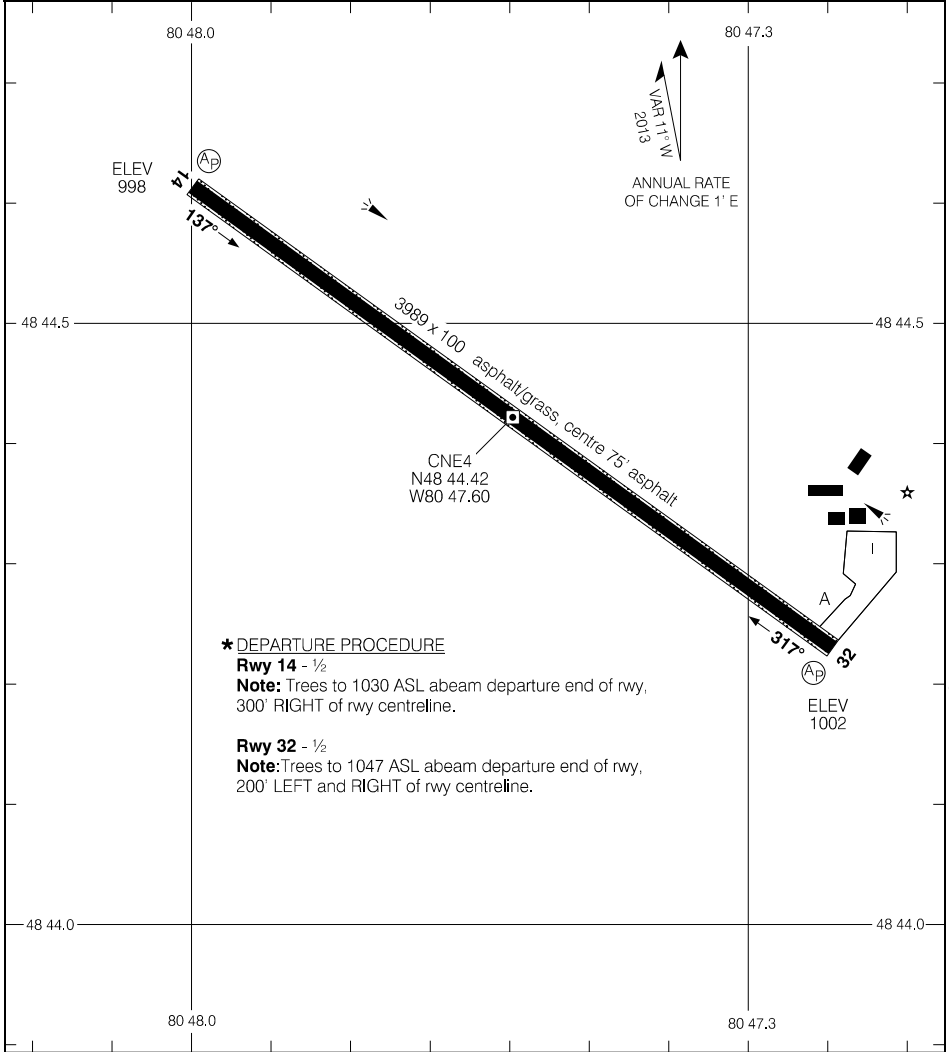 80 48.0
80 47.3
VAR 11° W
2013
ANNUAL RATE
OF CHANGE 1' E
ELEV
998
14
AP
137°
48 44.5
48 44.5
3989 x 100 asphalt/grass, centre 75' asphalt
CNE4
N48 44.42
W80 47.60
I
A
317°
32
AP
ELEV
1002
* DEPARTURE PROCEDURE
Rwy 14 - ½
Note: Trees to 1030 ASL abeam departure end of rwy,
300' RIGHT of rwy centreline.
Rwy 32 - ½
Note:Trees to 1047 ASL abeam departure end of rwy,
200' LEFT and RIGHT of rwy centreline.
48 44.0
48 44.0
80 48.0
80 47.3